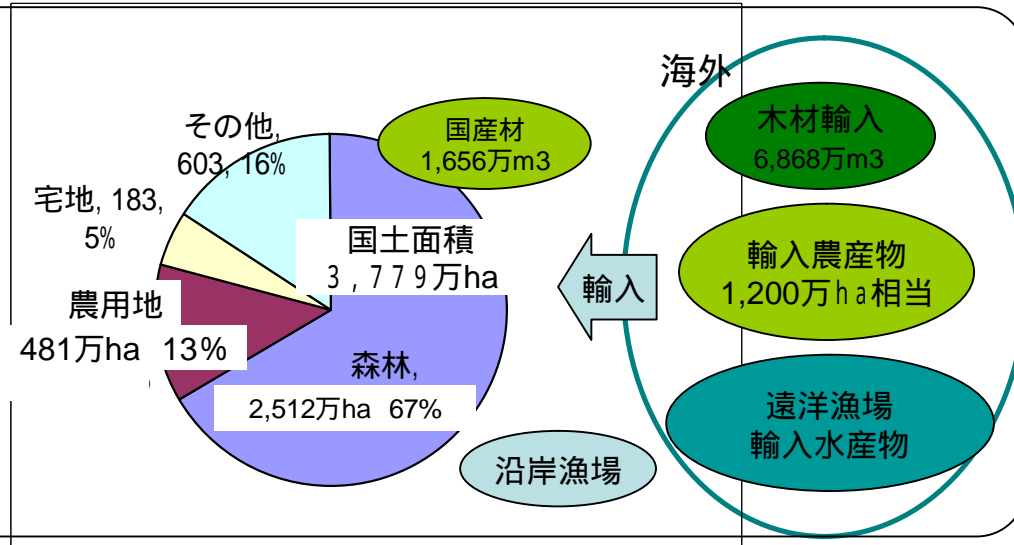 海外
その他,
603, 16%
国産材
1,656万m3
木材輸入
6,868万m3
宅地, 183,
5%
国土面積
3,779万ha
輸入
輸入農産物
1,200万ha相当
農用地
481万ha 13%
森林,
2,512万ha 67%
遠洋漁場
輸入水産物
沿岸漁場